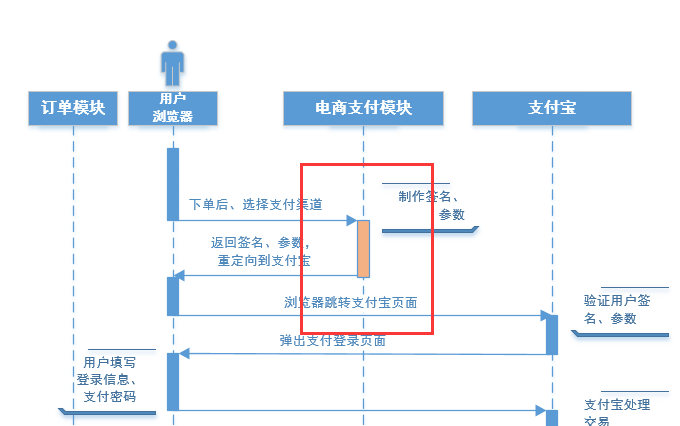 订单模块
用户
浏览器
电商支付模块
支付宝
下单后、选择支付渠道
制作签名、
参数
返回签名、参数，
重定向到支付宝
浏览器跳转支付宝页面
验证用户签
名、参数
弹出支付登录页面
用户填写
登录信息、
支付密码
支付宝处理
交易